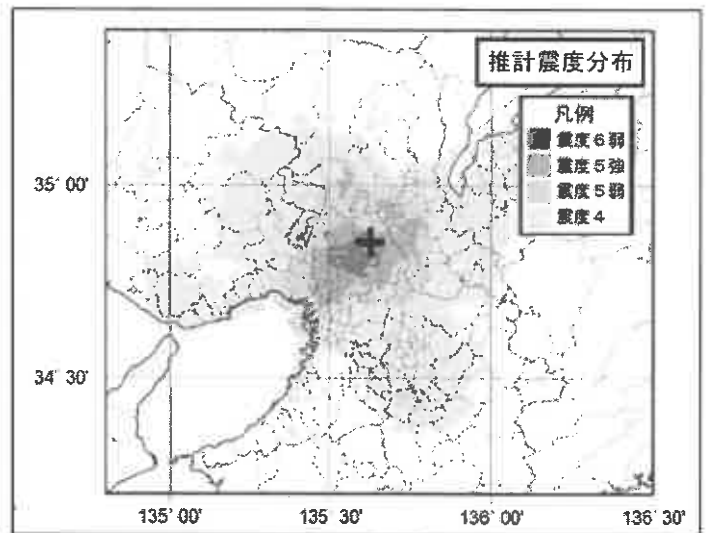 推計震度分布
凡例
震度6弱
震度5強
震度5弱
震度4
35° 00'
34° 30'
135° 00'
135° 30'
136° 00'
136° 30'